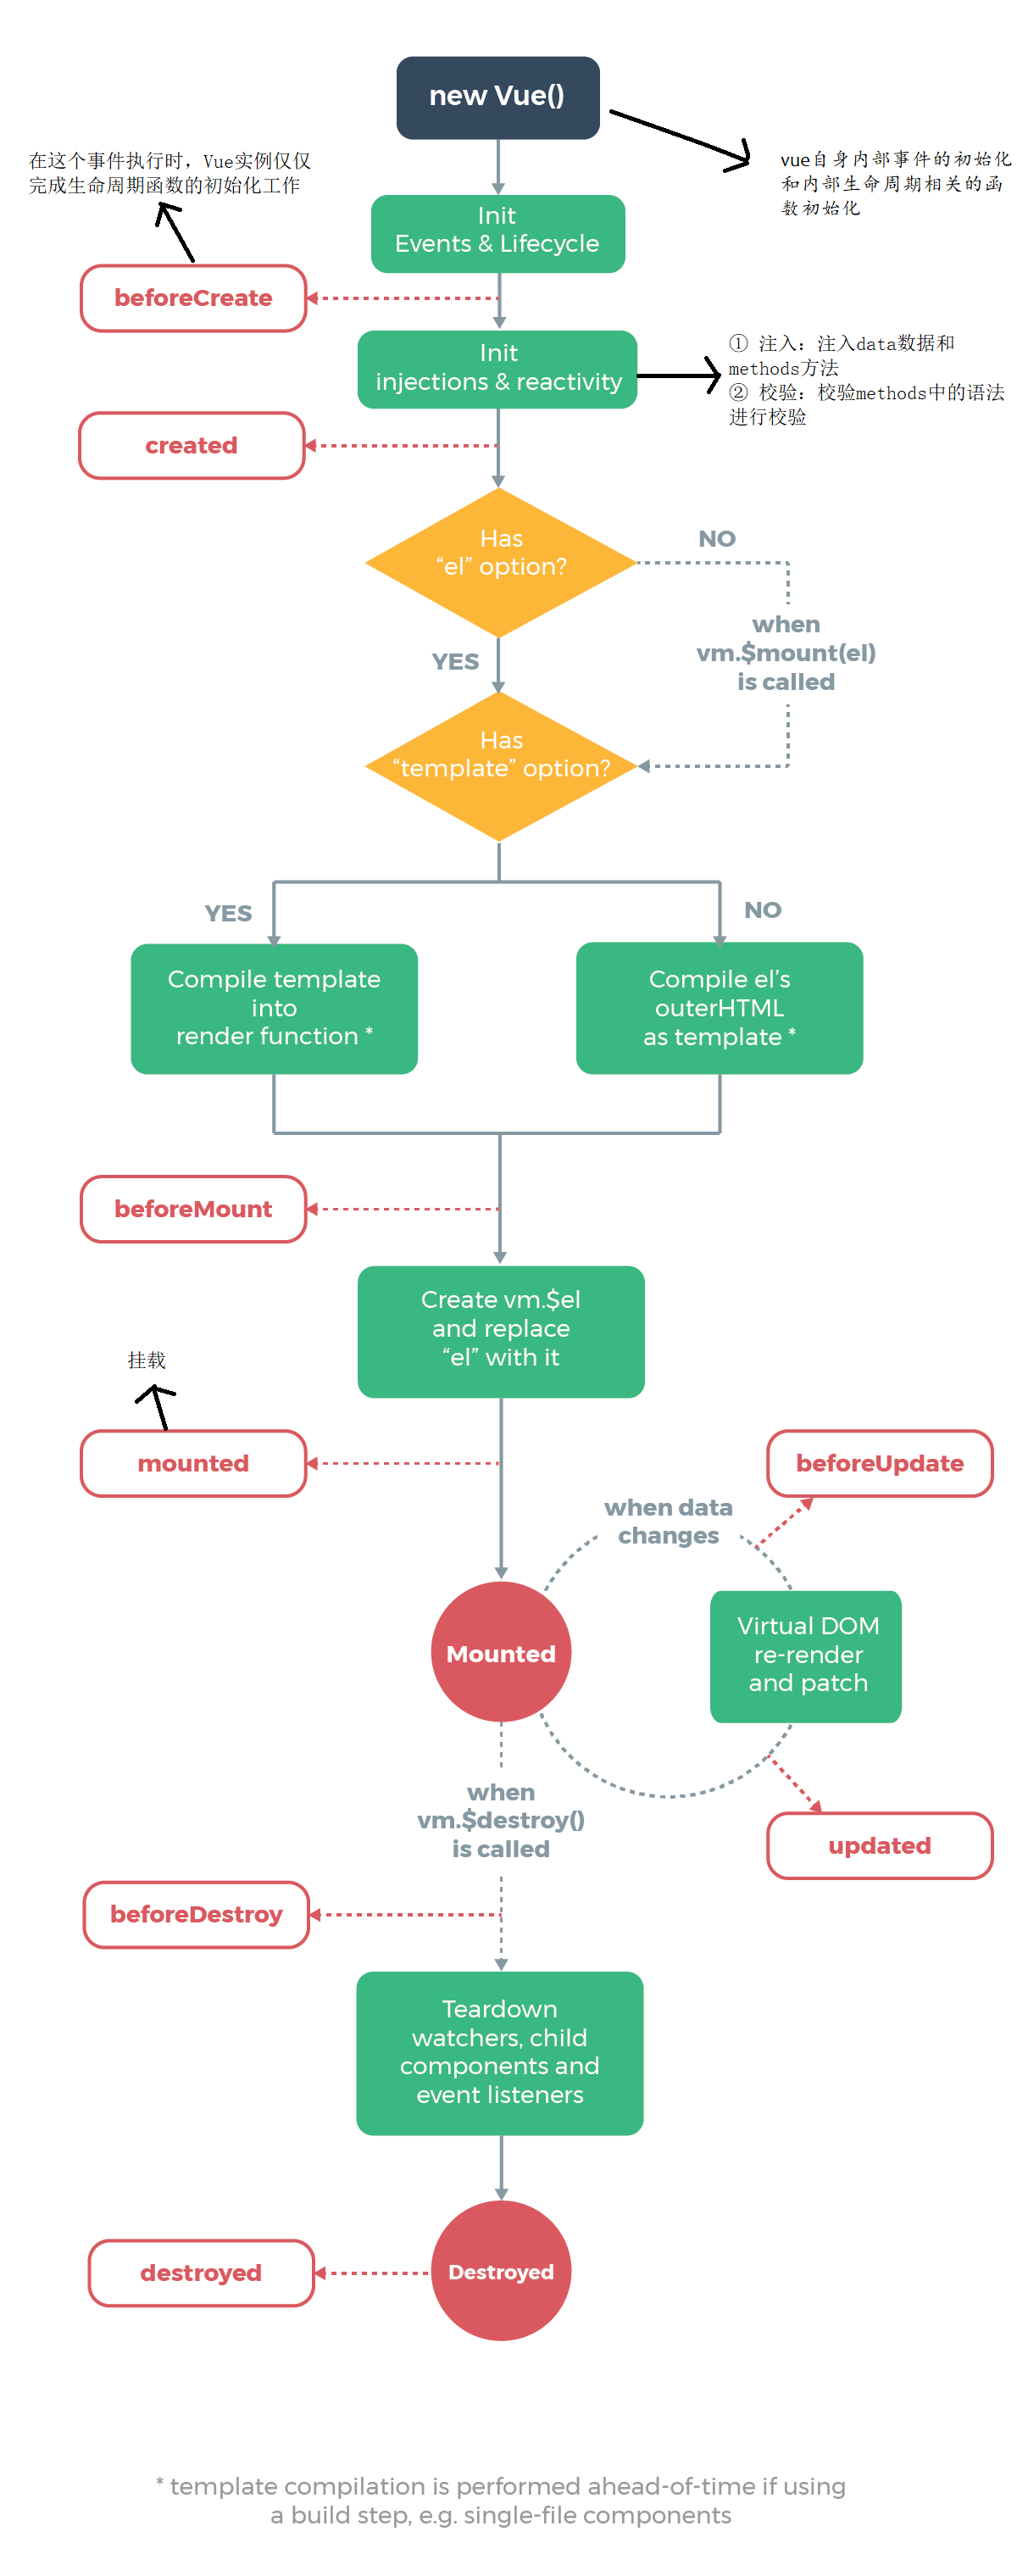 new Vue()
在这个事件执行时，Vue实例仅仅
完成生命周期函数的初始化工作
vue自身内部事件的初始化
和内部生命周期相关的函
数初始化
Init
Events & Lifecycle
beforeCreate
Init
injections & reactivity
① 注入：注入data数据和
methods方法
② 校验：校验methods中的语法
进行校验
created
Has
“el” option?
NO
when
vm.$mount(el)
is called
YES
Has
“template” option?
YES
NO
Compile template
into
render function *
Compile el’s
outerHTML
as template *
beforeMount
Create vm.$el
and replace
“el” with it
挂载
mounted
beforeUpdate
when data
changes
Mounted
Virtual DOM
re-render
and patch
when
vm.$destroy()
is called
updated
beforeDestroy
Teardown
watchers, child
components and
event listeners
destroyed
Destroyed
* template compilation is performed ahead-of-time if using
a build step, e.g. single-file components